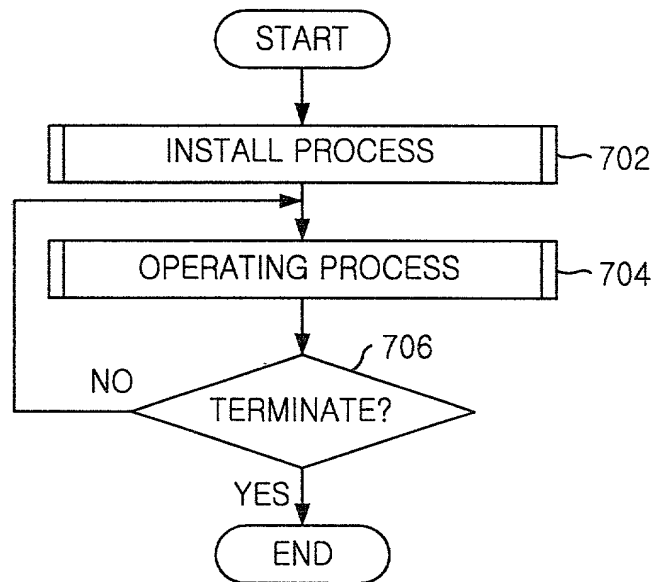 START
INSTALL PROCESS
702
OPERATING PROCESS
704
706
NO
TERMINATE?
YES
END